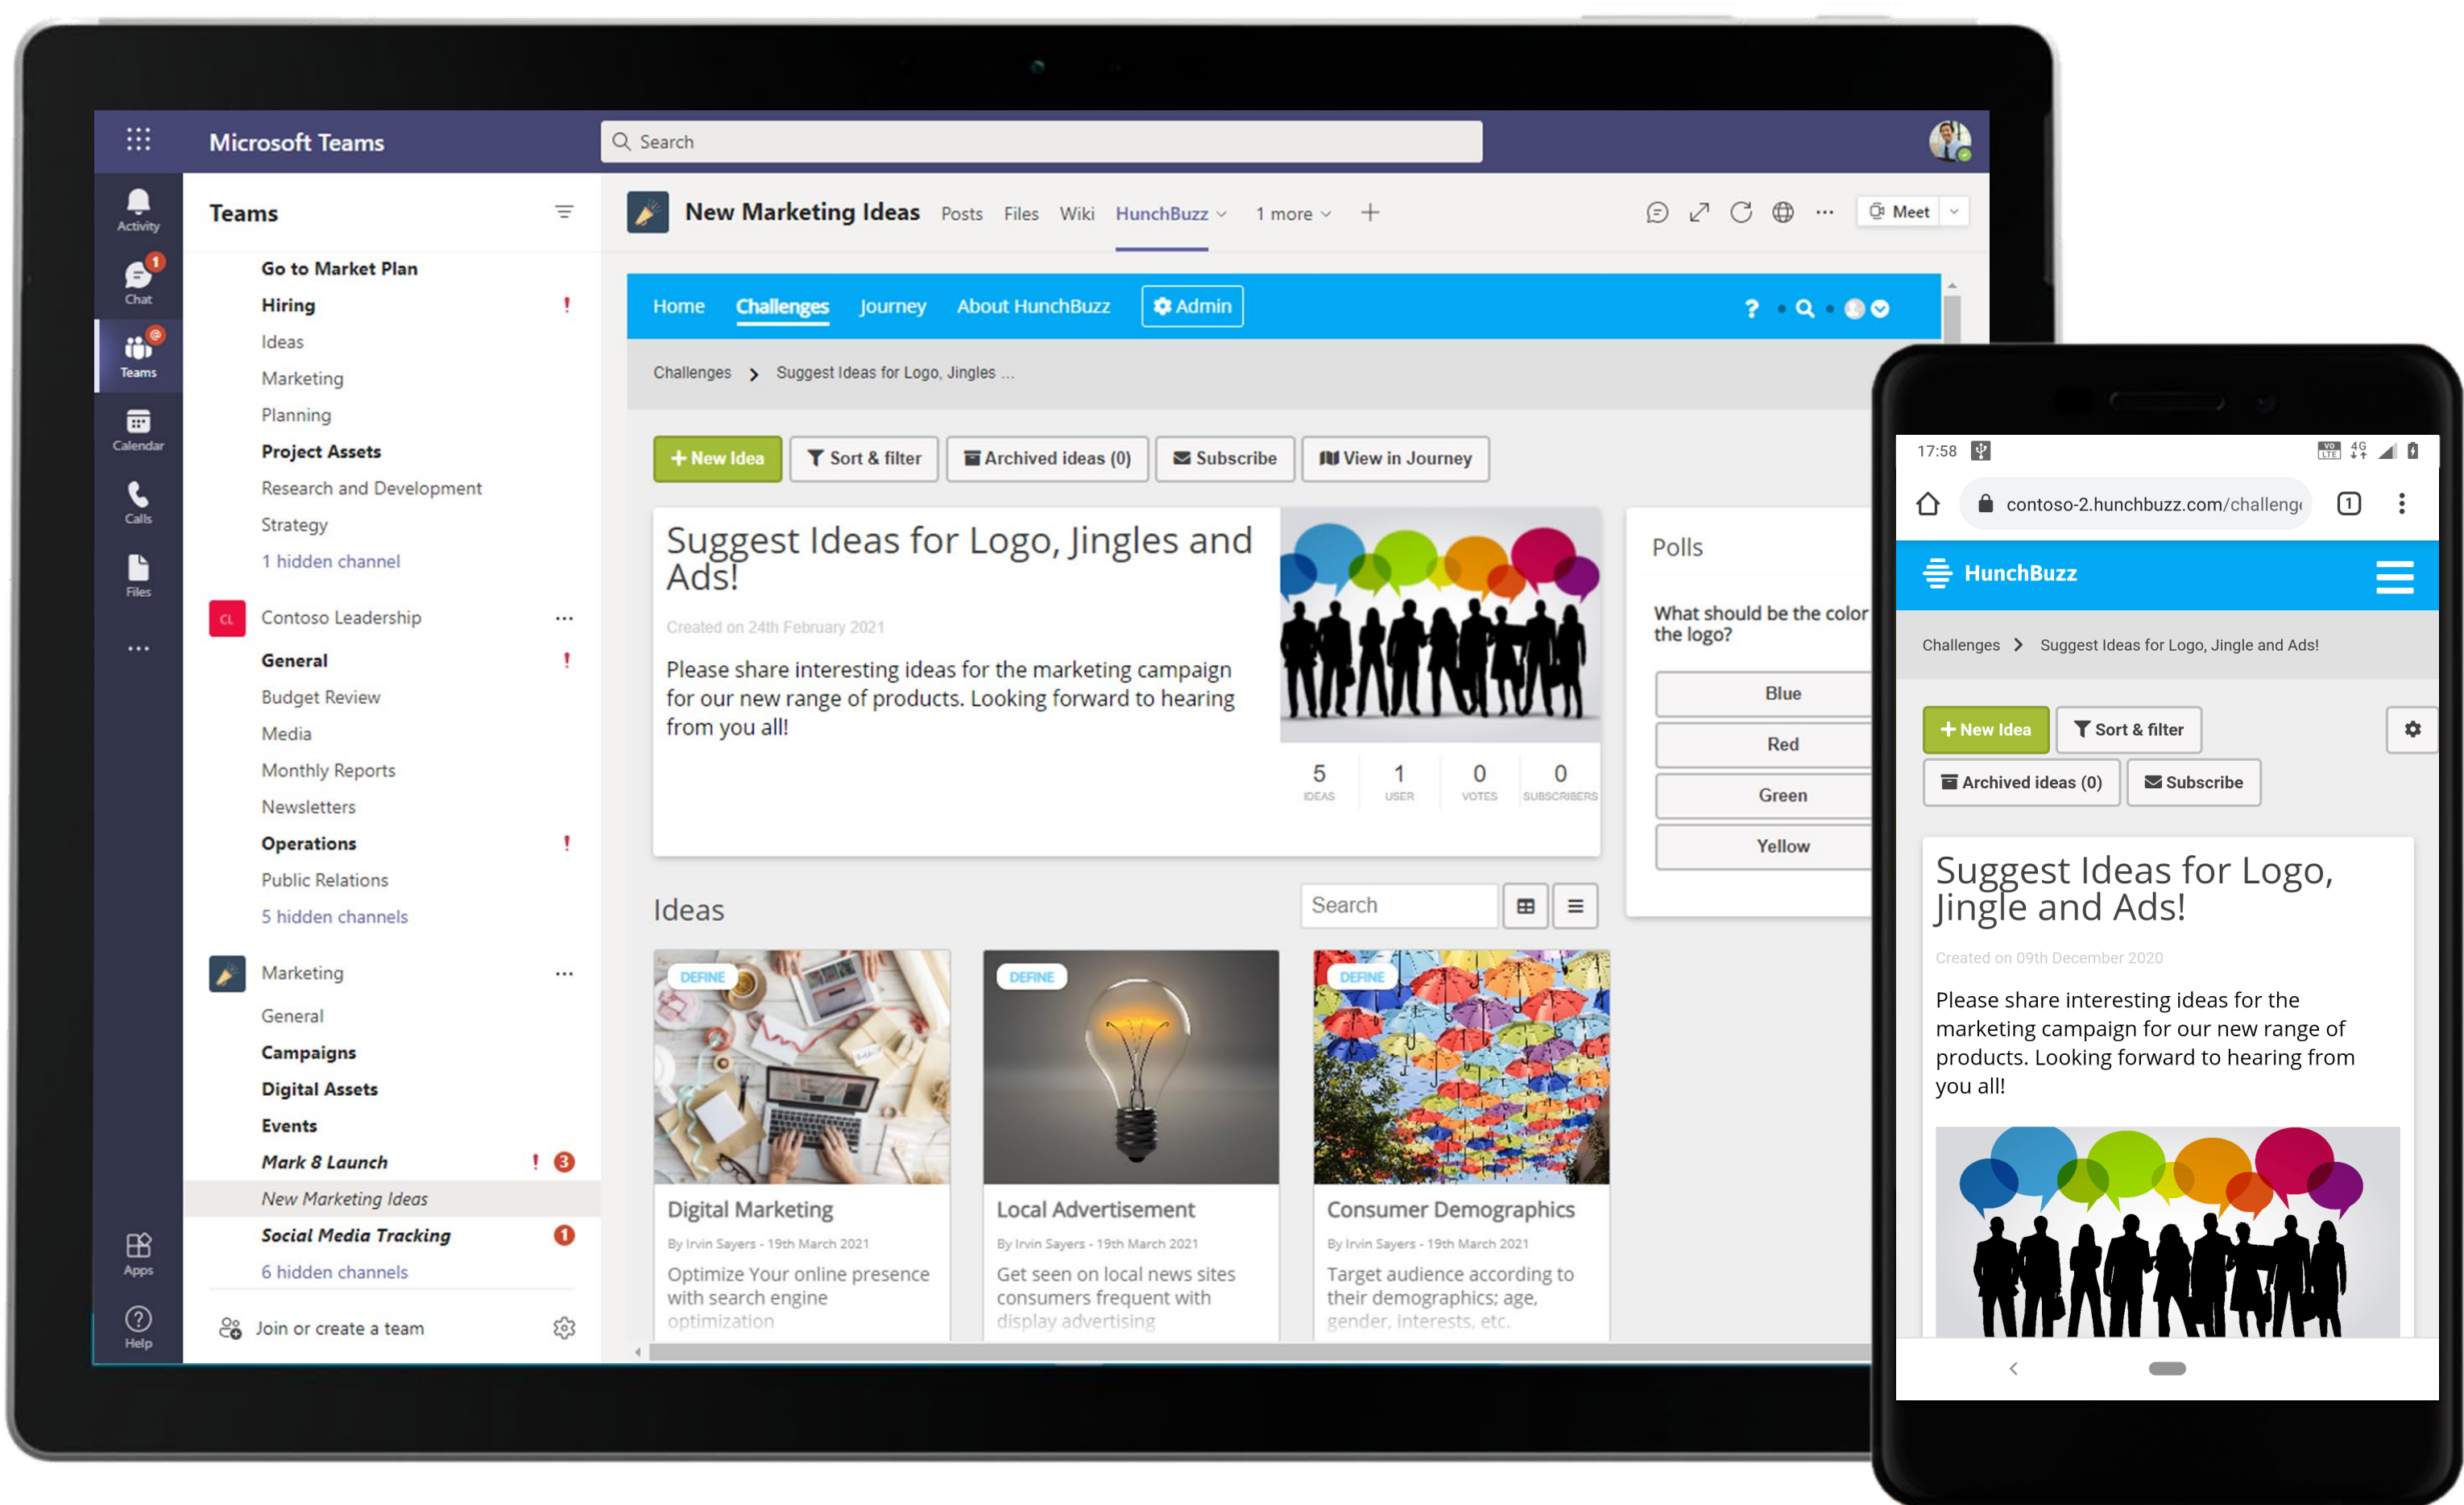 Microsoft Teams
Search
Activity
1
Chat
@
Teams
Calendar
Calls
Files
Apps
Help
Teams
Go to Market Plan
Hiring !
Ideas
Marketing
Planning
Project Assets
Research and Development
Strategy
1 hidden channel
CL Contoso Leadership ...
General !
Budget Review
Media
Monthly Reports
Newsletters
Operations !
Public Relations
5 hidden channels
Marketing ...
General
Campaigns
Digital Assets
Events
Mark 8 Launch ! 3
New Marketing Ideas
Social Media Tracking 1
6 hidden channels
Join or create a team
New Marketing Ideas Posts Files Wiki HunchBuzz 1 more +
... Meet
Home Challenges Journey About HunchBuzz Admin ?
Challenges > Suggest Ideas for Logo, Jingles ...
+ New Idea Sort & filter Archived ideas (0) Subscribe View in Journey
Suggest Ideas for Logo, Jingles and
Ads!
Created on 24th February 2021
Please share interesting ideas for the marketing campaign
for our new range of products. Looking forward to hearing
from you all!
5 1 0 0
IDEAS USER VOTES SUBSCRIBERS
Polls
What should be the color
the logo?
Blue
Red
Green
Yellow
Ideas
Search
DEFINE
Digital Marketing
By Irvin Sayers - 19th March 2021
Optimize Your online presence
with search engine
optimization
DEFINE
Local Advertisement
By Irvin Sayers - 19th March 2021
Get seen on local news sites
consumers frequent with
display advertising
DEFINE
Consumer Demographics
By Irvin Sayers - 19th March 2021
Target audience according to
their demographics; age,
gender, interests, etc.
17:58 VO LTE 4G
contoso-2.hunchbuzz.com/challenge 1
HunchBuzz
Challenges > Suggest Ideas for Logo, Jingle and Ads!
+ New Idea Sort & filter
Archived ideas (0) Subscribe
Suggest Ideas for Logo,
Jingle and Ads!
Created on 09th December 2020
Please share interesting ideas for the
marketing campaign for our new range of
products. Looking forward to hearing from
you all!